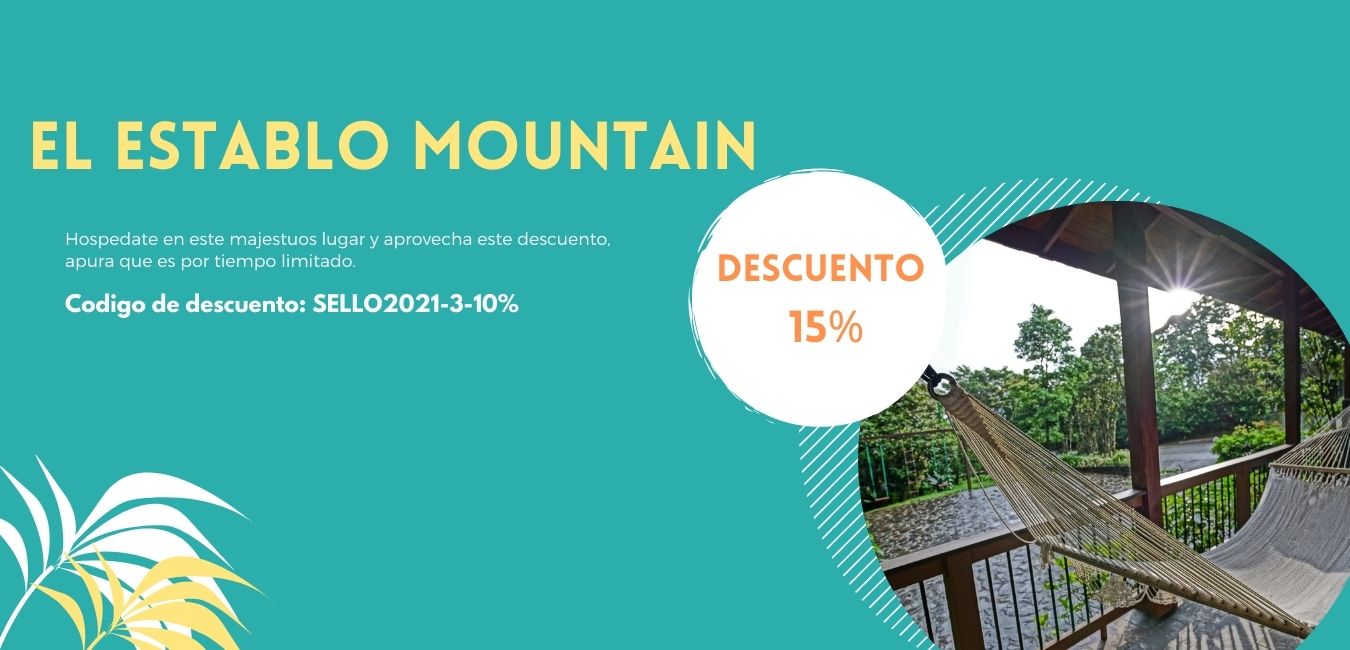 EL ESTABLO MOUNTAIN
Hospedate en este majestuos lugar y aprovecha este descuento,
apura que es por tiempo limitado.
Codigo de descuento: SELLO2021-3-10%
DESCUENTO
15%